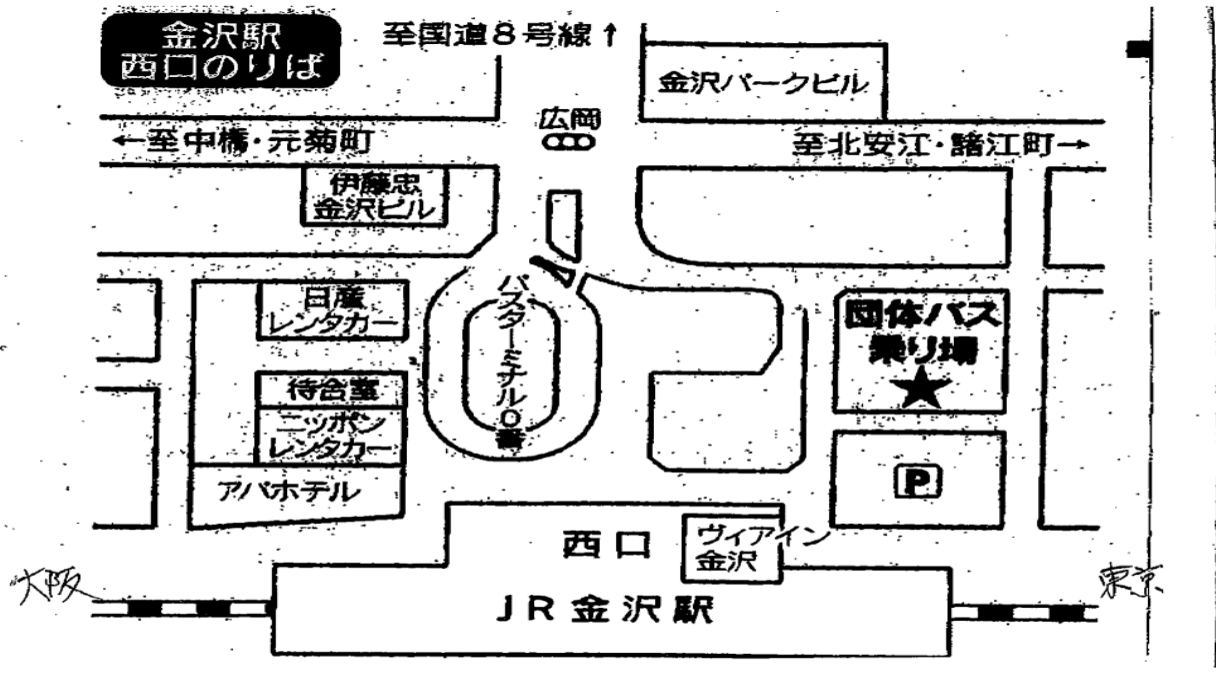 金沢駅
西口のりば
至国道8号線↑
金沢パークビル
広岡
←至中橋・元菊町
至北安江・諸江町→
伊藤忠
金沢ビル
日産
レンタカー
バスターミナル0番
団体バス
乗り場
★
待合室
ニッポン
レンタカー
アパホテル
P
西口
ヴィアイン
金沢
大阪
東京
JR金沢駅